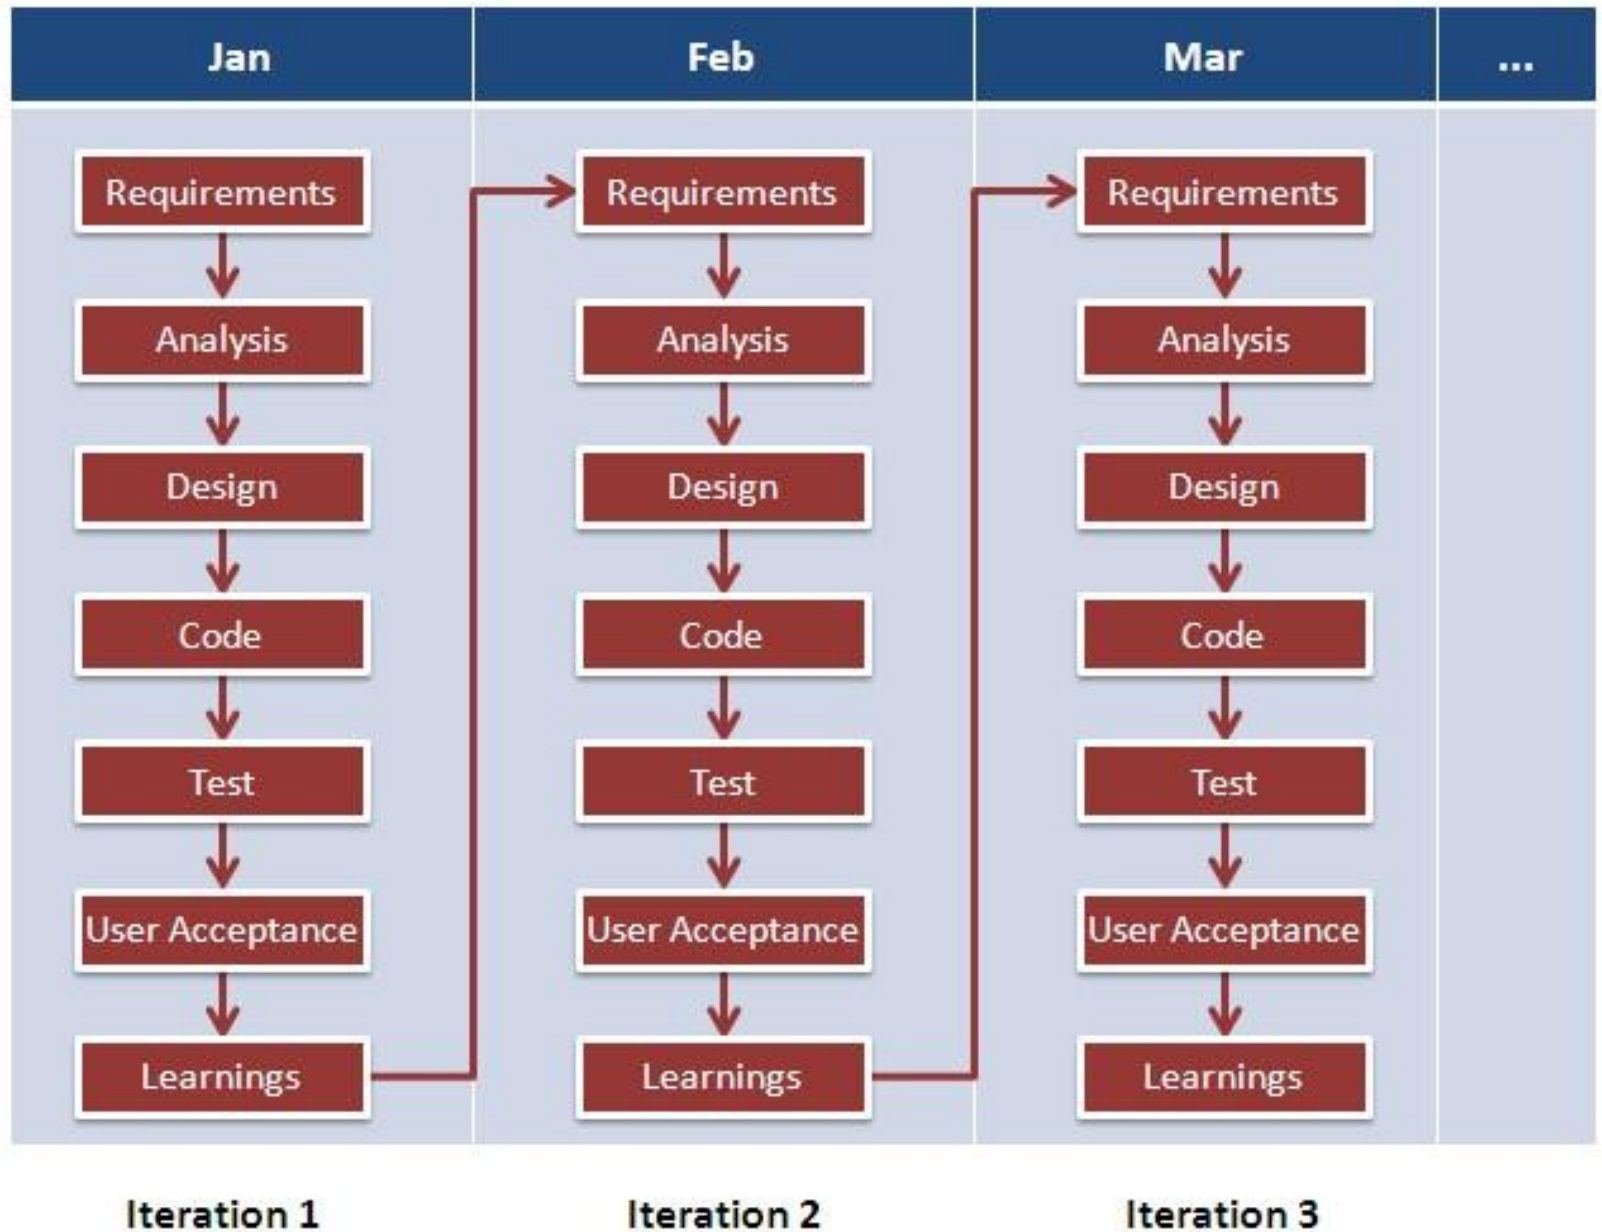 Jan
Feb
Mar
...
Requirements
Analysis
Design
Code
Test
User Acceptance
Learnings
Requirements
Analysis
Design
Code
Test
User Acceptance
Learnings
Requirements
Analysis
Design
Code
Test
User Acceptance
Learnings
Iteration 1
Iteration 2
Iteration 3